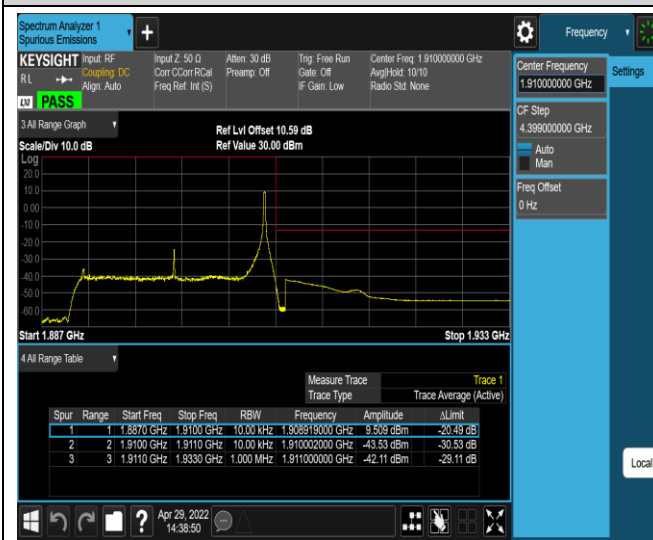 Spectrum Analyzer 1
Spurious Emissions
Frequency
KEYSIGHT Input: RF Input Z: 50 Ω Atten: 30 dB Trig: Free Run Center Freq: 1.910000000 GHz
RL Coupling: DC Corr CCorr RCal Preamp: Off Gate: Off Avg|Hold: 10/10
Align: Auto Freq Ref: Int (S) IF Gain: Low Radio Std: None
LXI PASS
Center Frequency
1.910000000 GHz
Settings
CF Step
4.399000000 GHz
Auto
Man
Freq Offset
0 Hz
3 All Range Graph
Ref Lvl Offset 10.59 dB
Scale/Div 10.0 dB Ref Value 30.00 dBm
Log
20.0
10.0
0.00
-10.0
-20.0
-30.0
-40.0
-50.0
-60.0
Start 1.887 GHz Stop 1.933 GHz
4 All Range Table
Measure Trace Trace 1
Trace Type Trace Average (Active)
Spur Range Start Freq Stop Freq RBW Frequency Amplitude ΔLimit
1 1 1.8870 GHz 1.9100 GHz 10.00 kHz 1.908919000 GHz 9.509 dBm -20.49 dB
2 2 1.9100 GHz 1.9110 GHz 10.00 kHz 1.910002000 GHz -43.53 dBm -30.53 dB
3 3 1.9110 GHz 1.9330 GHz 1.000 MHz 1.911000000 GHz -42.11 dBm -29.11 dB
Local
Apr 29, 2022
14:38:50